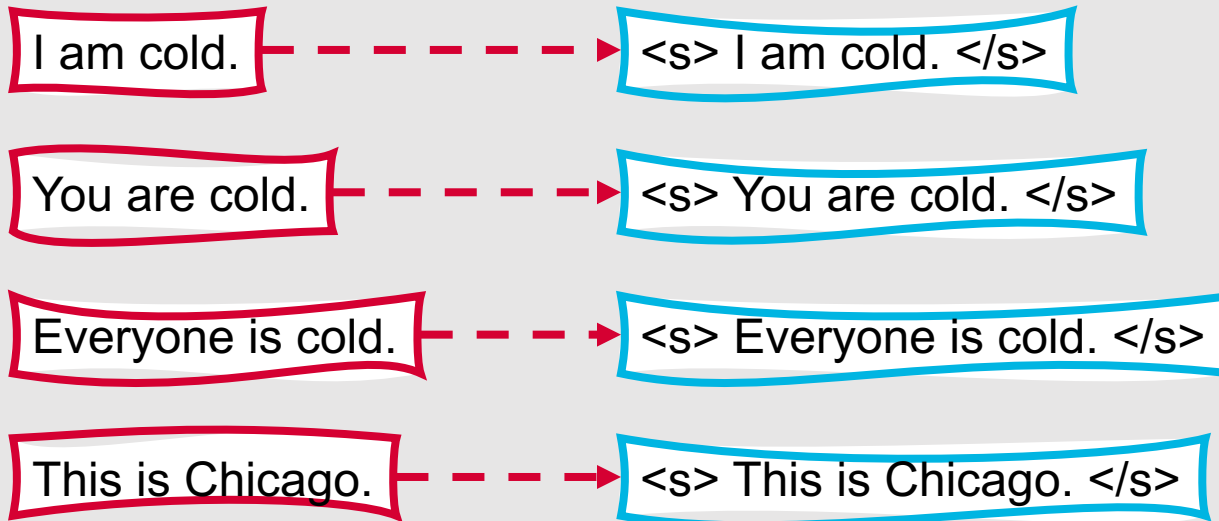 I am cold. <s> I am cold. </s>
You are cold. <s> You are cold. </s>
Everyone is cold. <s> Everyone is cold. </s>
This is Chicago. <s> This is Chicago. </s>